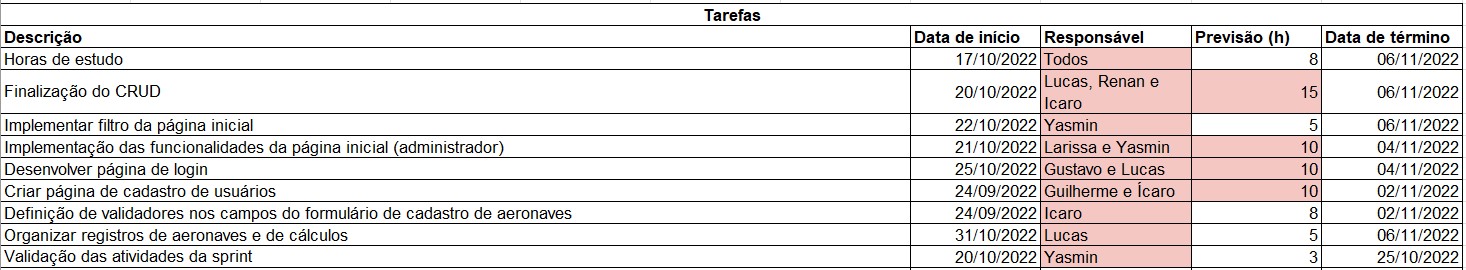 Tarefas
Descrição Data de início Responsável Previsão (h) Data de término
Horas de estudo 17/10/2022 Todos 8 06/11/2022
Finalização do CRUD 20/10/2022 Lucas, Renan e Icaro 15 06/11/2022
Implementar filtro da página inicial 22/10/2022 Yasmin 5 06/11/2022
Implementação das funcionalidades da página inicial (administrador) 21/10/2022 Larissa e Yasmin 10 04/11/2022
Desenvolver página de login 25/10/2022 Gustavo e Lucas 10 04/11/2022
Criar página de cadastro de usuários 24/09/2022 Guilherme e Ícaro 10 02/11/2022
Definição de validadores nos campos do formulário de cadastro de aeronaves 24/09/2022 Icaro 8 02/11/2022
Organizar registros de aeronaves e de cálculos 31/10/2022 Lucas 5 06/11/2022
Validação das atividades da sprint 20/10/2022 Yasmin 3 25/10/2022